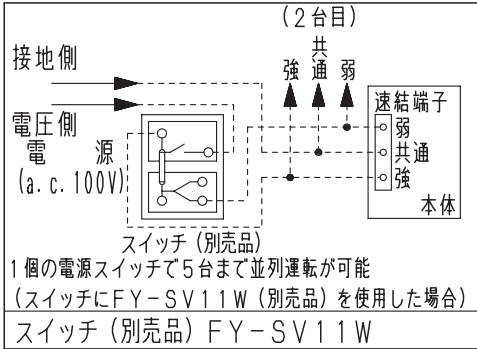 (2台目)
強 共通 弱
接地側
電圧側
電源
(a.c.100V)
速結端子
弱
共通
強
本体
スイッチ(別売品)
1個の電源スイッチで5台まで並列運転が可能
(スイッチにFY-SV11W(別売品)を使用した場合)
スイッチ(別売品)FY-SV11W